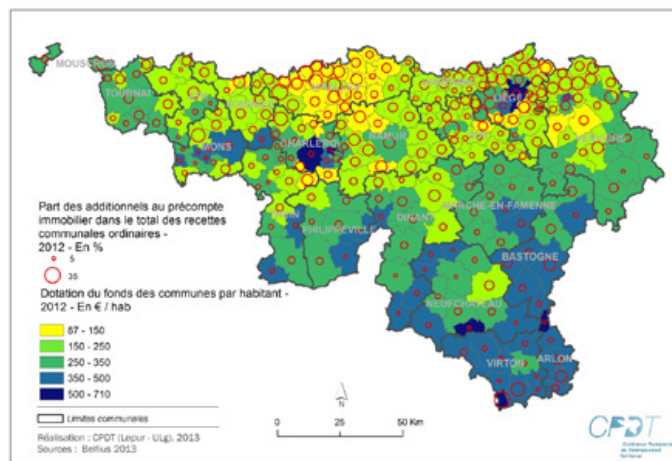 MOUSCRON
TOURNAI
LIÈGE
MONS
CHARLEROI
NAMUR
THUIN
PHILIPPEVILLE
DINANT
MARCHE-EN-FAMENNE
BASTOGNE
NEUFCHATEAU
VIRTON
ARLON
Part des additionnels au précompte
immobilier dans le total des recettes
communales ordinaires -
2012 - En %
5
35
Dotation du fonds des communes par habitant -
2012 - En € / hab
87 - 150
150 - 250
250 - 350
350 - 500
500 - 710
Limites communales
Réalisation : CPDT (Lepur - ULg), 2013
Sources : Belfius 2013
N
0 25 50 Km
CPDT